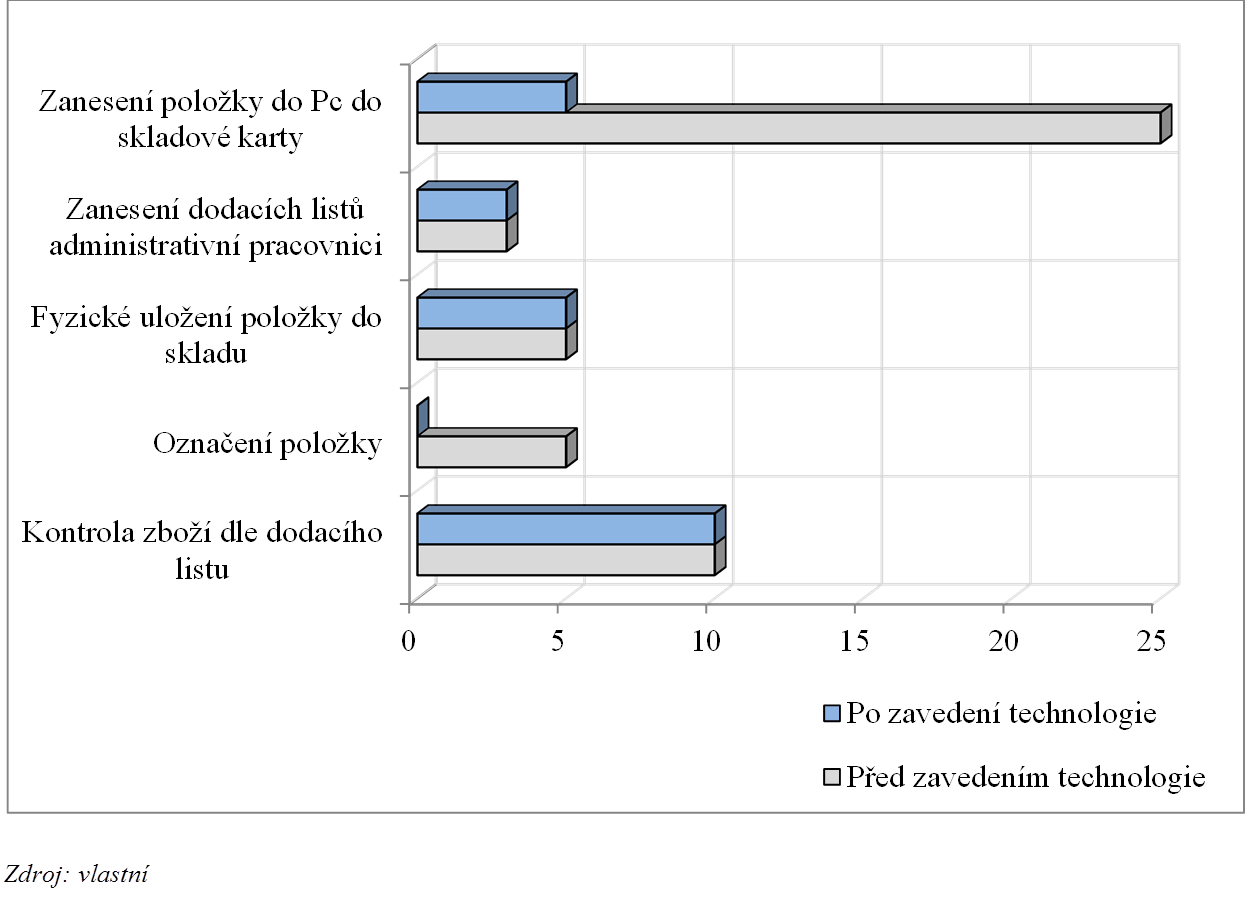 Zanesení položky do Pc do
skladové karty
Zanesení dodacích listů
administrativní pracovnici
Fyzické uložení položky do
skladu
Označení položky
Kontrola zboží dle dodacího
listu
0 5 10 15 20 25
Po zavedení technologie
Před zavedením technologie
Zdroj: vlastní